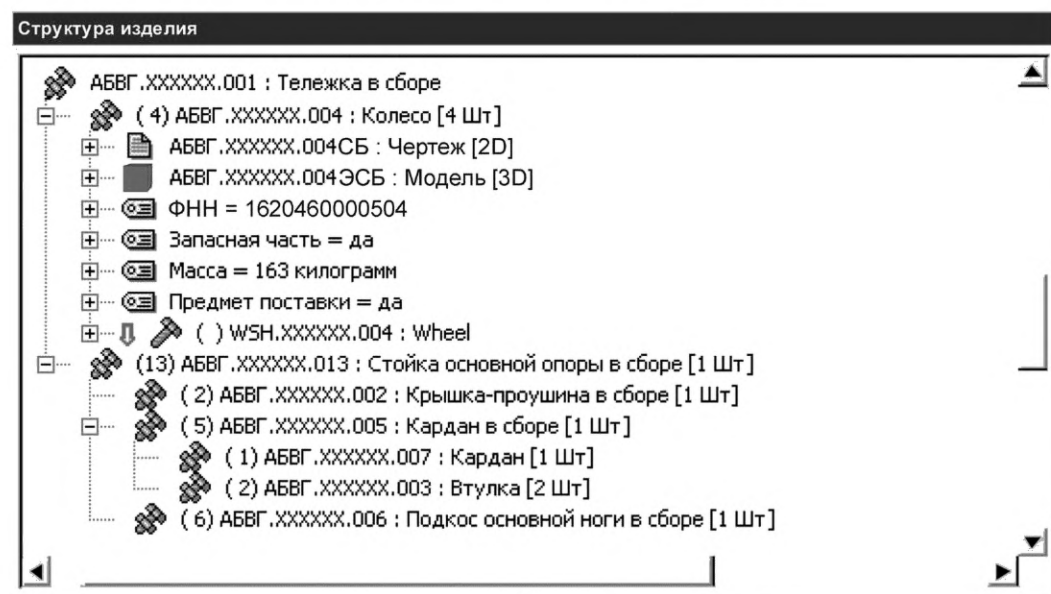 Структура изделия
АБВГ.XXXXXX.001 : Тележка в сборе
( 4) АБВГ.XXXXXX.004 : Колесо [4 Шт]
АБВГ.XXXXXX.004СБ : Чертеж [2D]
АБВГ.XXXXXX.004ЭСБ : Модель [3D]
ФНН = 1620460000504
Запасная часть = да
Масса = 163 килограмм
Предмет поставки = да
( ) WSH.XXXXXX.004 : Wheel
(13) АБВГ.XXXXXX.013 : Стойка основной опоры в сборе [1 Шт]
( 2) АБВГ.XXXXXX.002 : Крышка-проушина в сборе [1 Шт]
( 5) АБВГ.XXXXXX.005 : Кардан в сборе [1 Шт]
( 1) АБВГ.XXXXXX.007 : Кардан [1 Шт]
( 2) АБВГ.XXXXXX.003 : Втулка [2 Шт]
( 6) АБВГ.XXXXXX.006 : Подкос основной ноги в сборе [1 Шт]